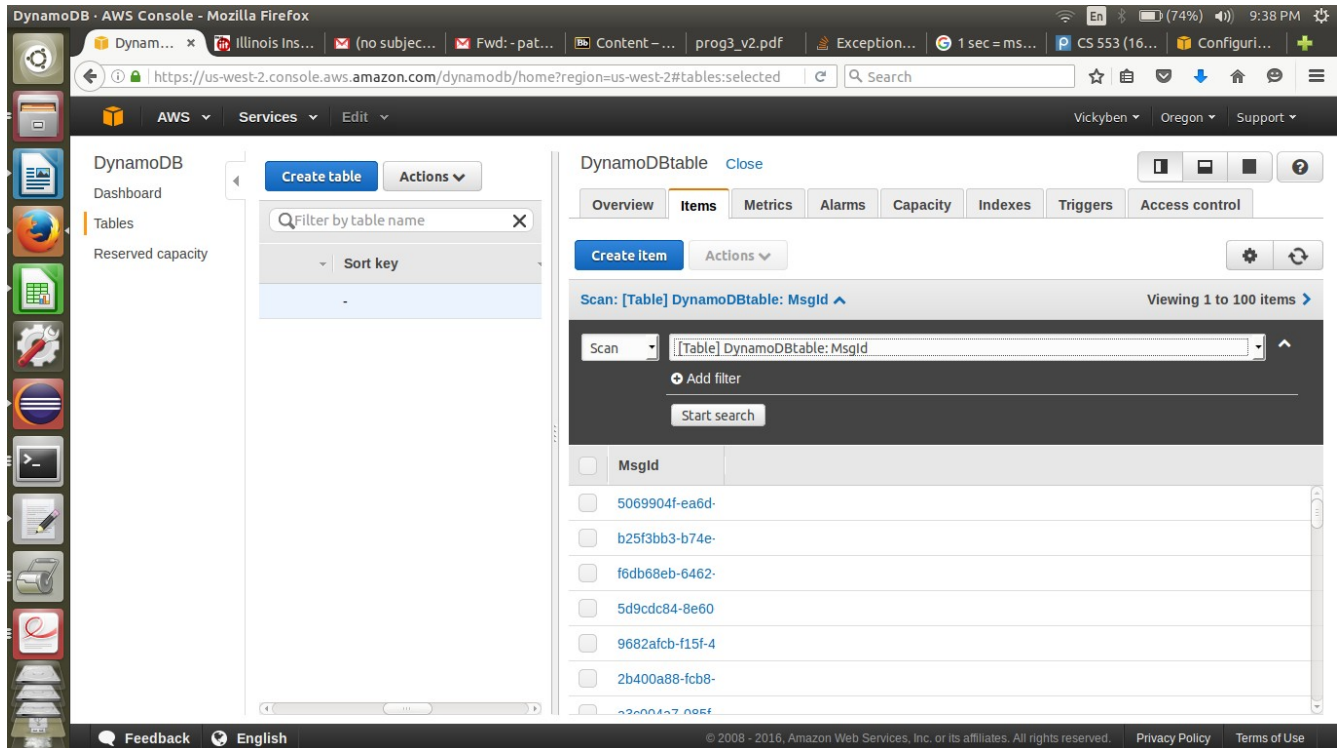 DynamoDB · AWS Console - Mozilla Firefox
En (74%) 9:38 PM
Dynam... × Illinois Ins... (no subjec... Fwd: - pat... Bb Content – ... prog3_v2.pdf Exception... G 1 sec = ms... P CS 553 (16... Configuri...
https://us-west-2.console.aws.amazon.com/dynamodb/home?region=us-west-2#tables:selected Search
AWS Services Edit Vickyben Oregon Support
DynamoDB
Dashboard
Tables
Reserved capacity
Create table Actions
Filter by table name
Sort key
-
DynamoDBtable Close
Overview Items Metrics Alarms Capacity Indexes Triggers Access control
Create item Actions
Scan: [Table] DynamoDBtable: MsgId Viewing 1 to 100 items
Scan [Table] DynamoDBtable: MsgId
Add filter
Start search
MsgId
5069904f-ea6d-
b25f3bb3-b74e-
f6db68eb-6462-
5d9cdc84-8e60
9682afcb-f15f-4
2b400a88-fcb8-
Feedback English © 2008 - 2016, Amazon Web Services, Inc. or its affiliates. All rights reserved. Privacy Policy Terms of Use